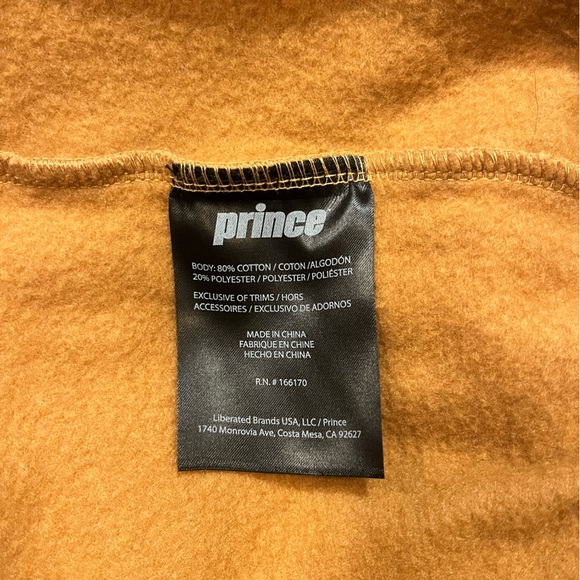 prince
BODY: 80% COTTON / COTON /ALGODÓN
20% POLYESTER / POLYESTER / POLIÉSTER
EXCLUSIVE OF TRIMS / HORS
ACCESSOIRES / EXCLUSIVO DE ADORNOS
MADE IN CHINA
FABRIQUE EN CHINE
HECHO EN CHINA
R.N. # 166170
Liberated Brands USA, LLC / Prince
1740 Monrovia Ave, Costa Mesa, CA 92627